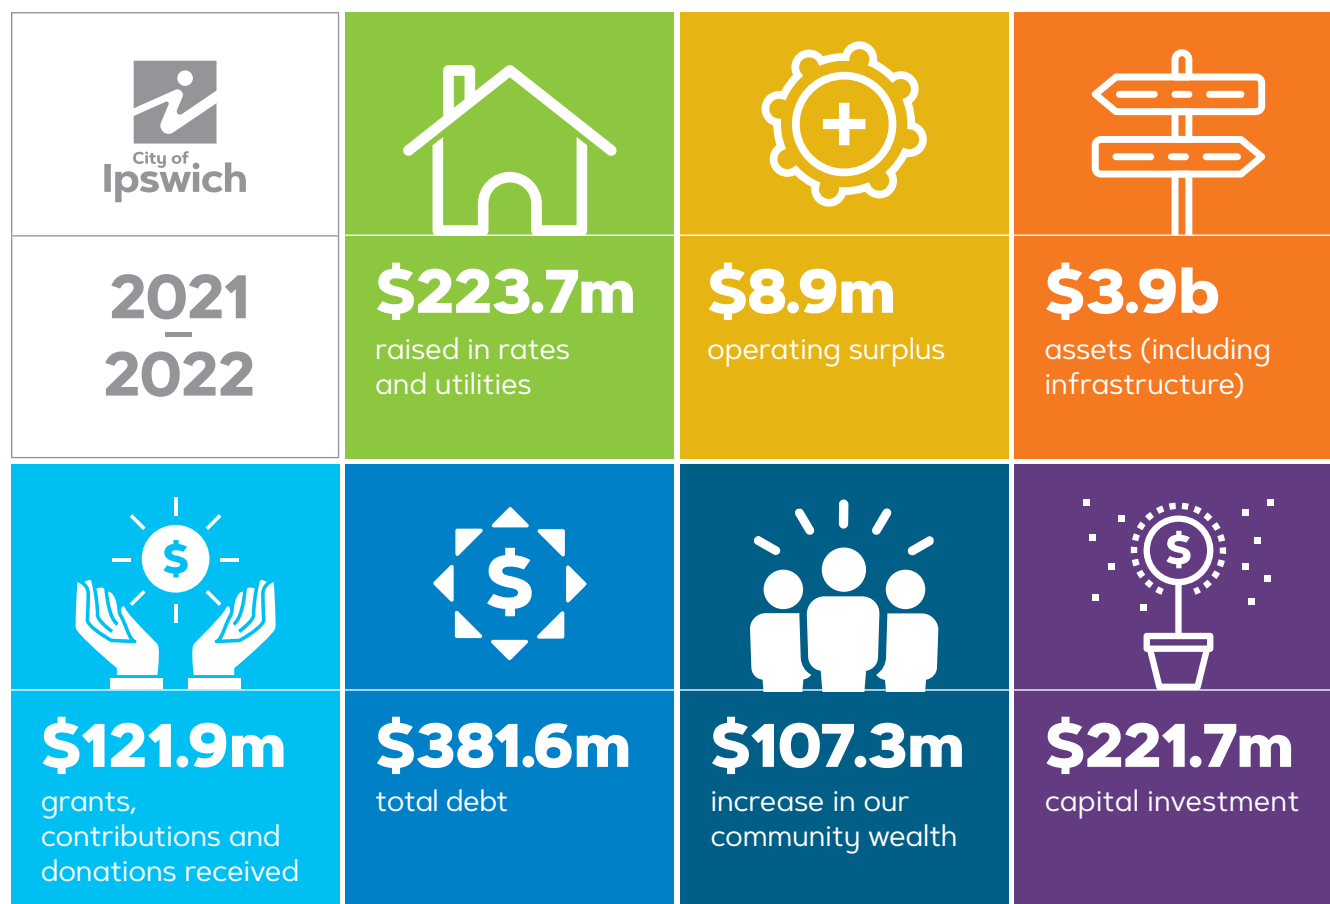 City of
Ipswich
2021
–
2022
$223.7m
raised in rates
and utilities
$8.9m
operating surplus
$3.9b
assets (including
infrastructure)
$
$121.9m
grants,
contributions and
donations received
$
$381.6m
total debt
$107.3m
increase in our
community wealth
$
$221.7m
capital investment